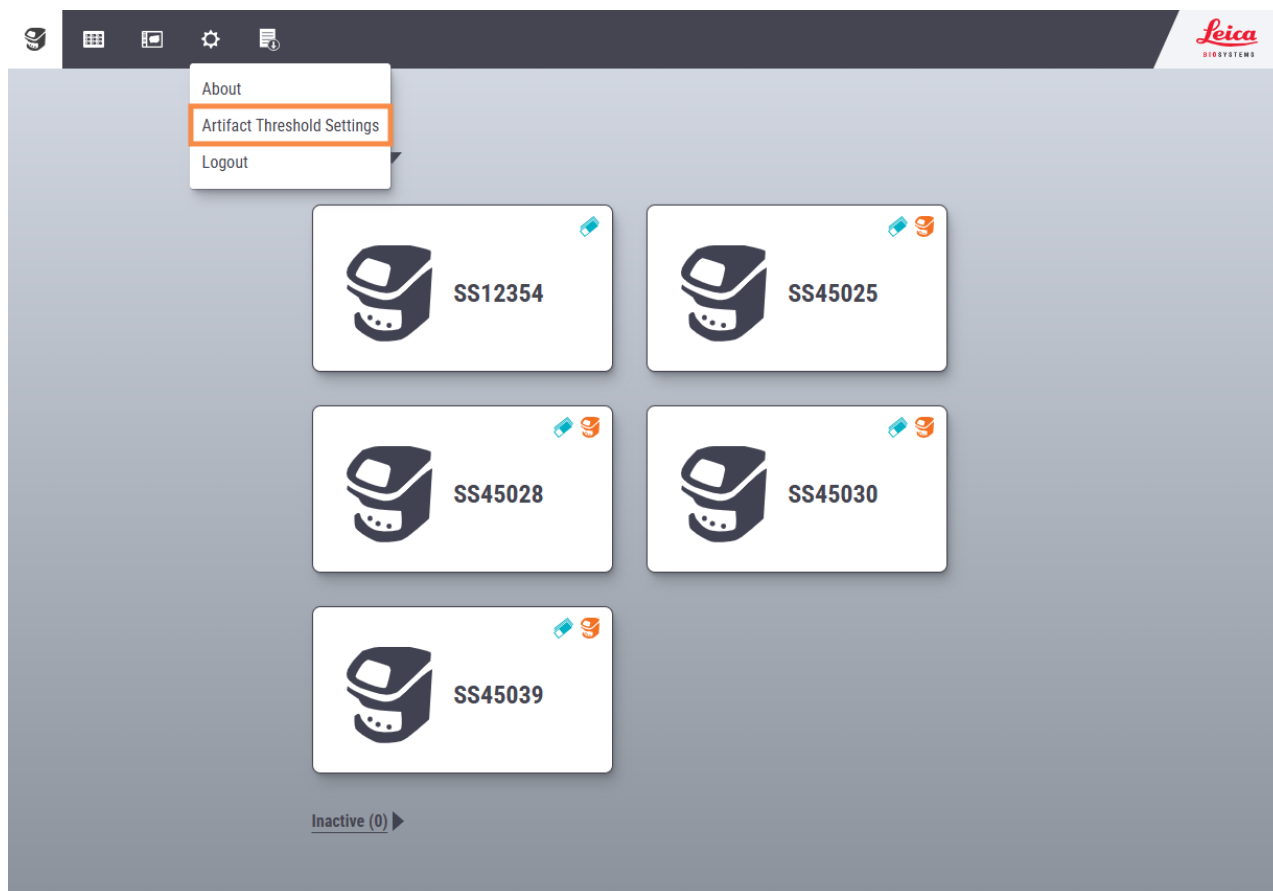 Leica
BIOSYSTEMS
About
Artifact Threshold Settings
Logout
SS12354
SS45025
SS45028
SS45030
SS45039
Inactive (0)